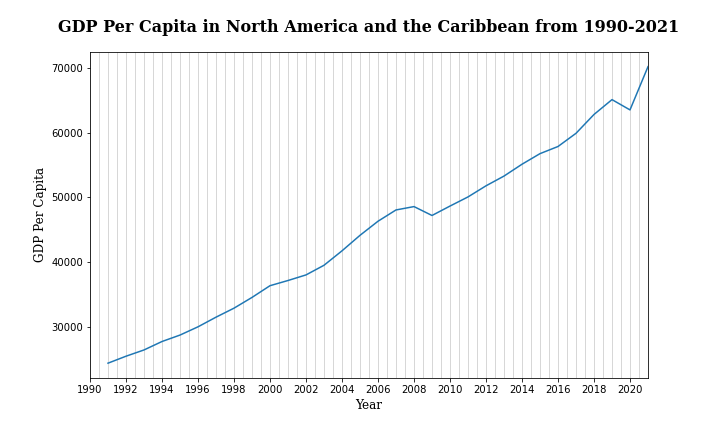 GDP Per Capita in North America and the Caribbean from 1990-2021
70000
60000
50000
40000
30000
GDP Per Capita
1990 1992 1994 1996 1998 2000 2002 2004 2006 2008 2010 2012 2014 2016 2018 2020
Year